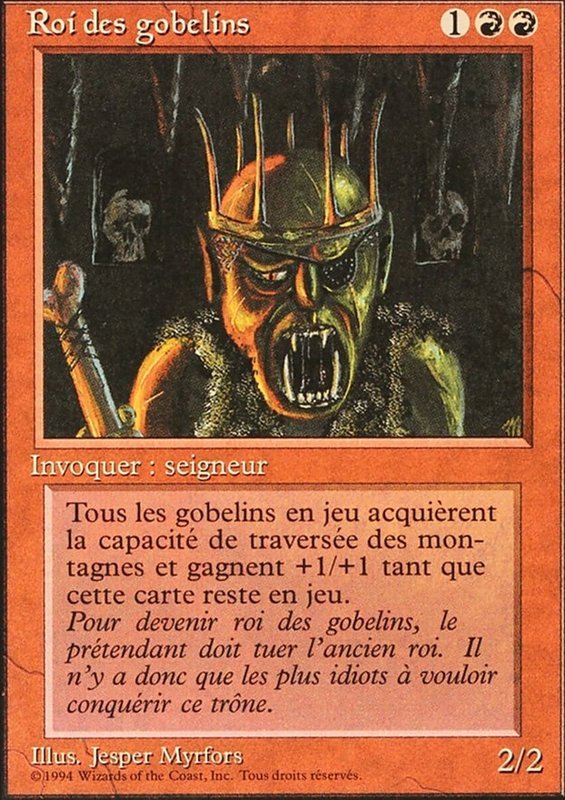 Roi des gobelins 1
Invoquer : seigneur
Tous les gobelins en jeu acquièrent
la capacité de traversée des mon-
tagnes et gagnent +1/+1 tant que
cette carte reste en jeu.
Pour devenir roi des gobelins, le
prétendant doit tuer l'ancien roi. Il
n'y a donc que les plus idiots à vouloir
conquérir ce trône.
Illus. Jesper Myrfors
©1994 Wizards of the Coast, Inc. Tous droits réservés.
2/2